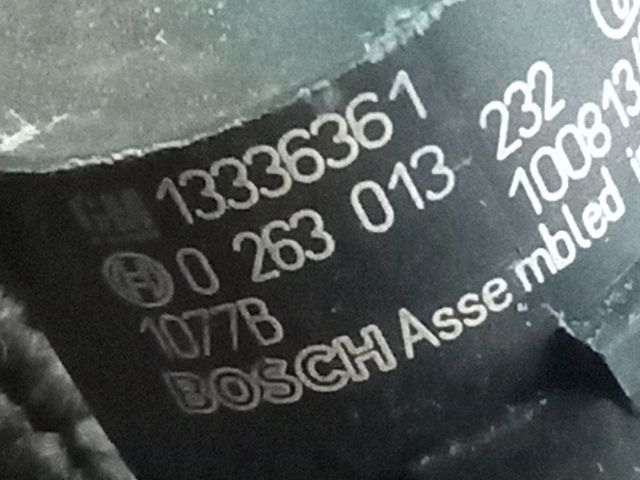 GM 13336361
0 263 013 232
1077B 100813
BOSCH Assembled